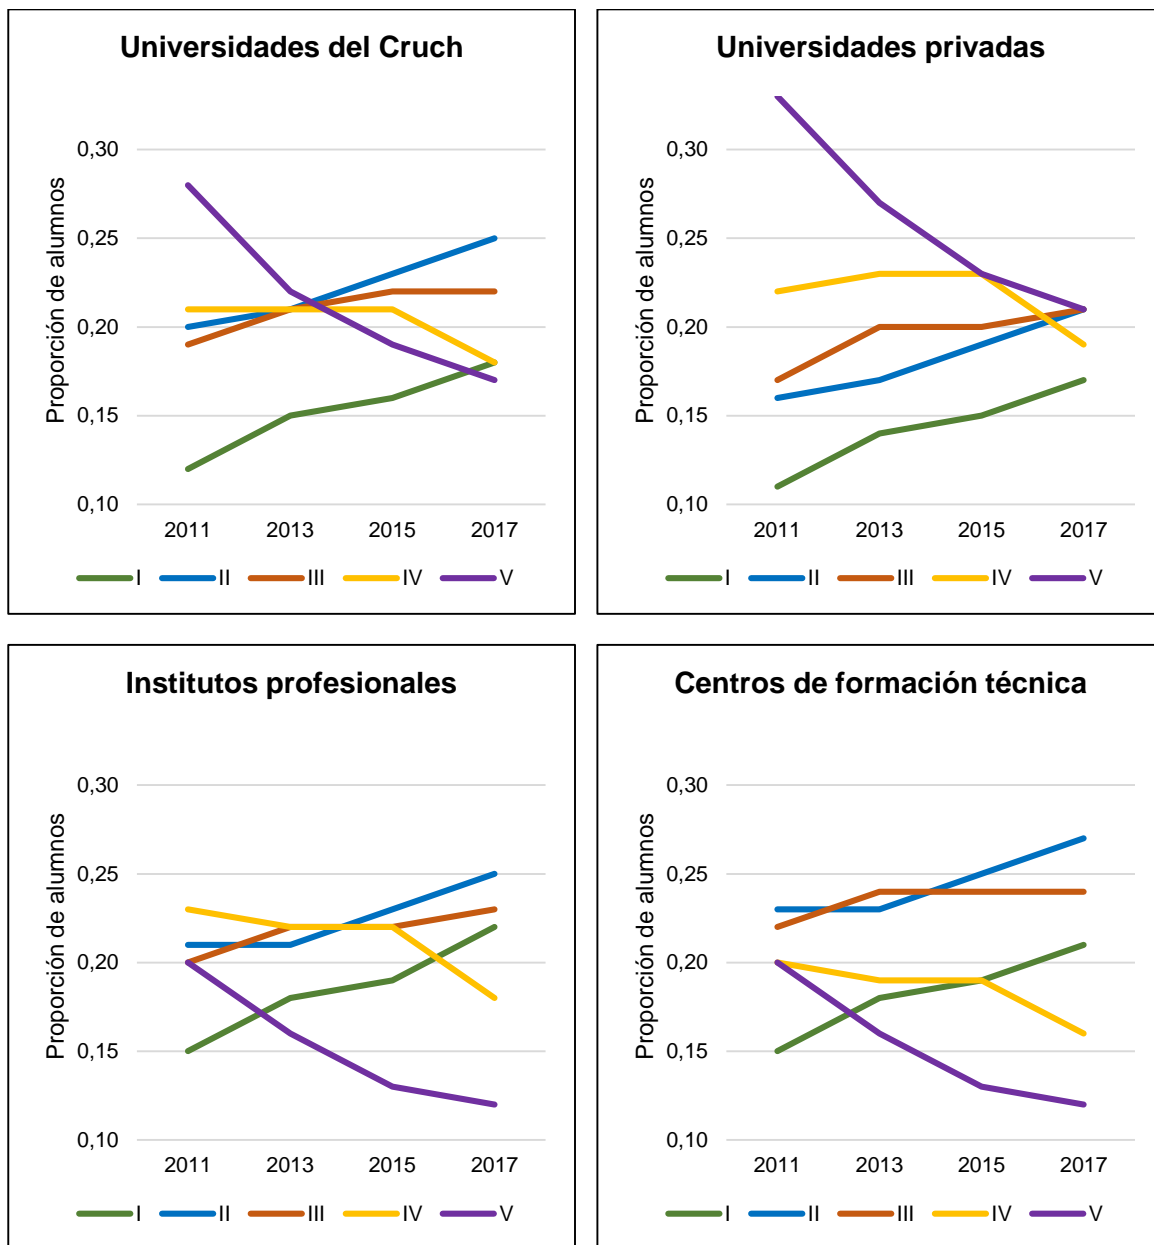 Universidades del Cruch
Proporción de alumnos
0,30
0,25
0,20
0,15
0,10
2011 2013 2015 2017
I II III IV V
Universidades privadas
Proporción de alumnos
0,30
0,25
0,20
0,15
0,10
2011 2013 2015 2017
I II III IV V
Institutos profesionales
Proporción de alumnos
0,30
0,25
0,20
0,15
0,10
2011 2013 2015 2017
I II III IV V
Centros de formación técnica
Proporción de alumnos
0,30
0,25
0,20
0,15
0,10
2011 2013 2015 2017
I II III IV V